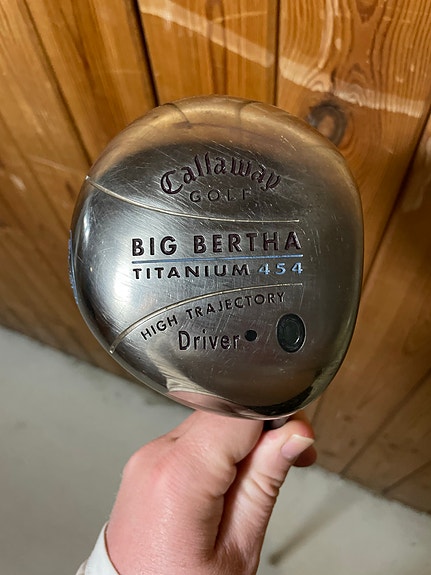 Callaway
GOLF
BIG BERTHA
TITANIUM 454
HIGH TRAJECTORY
Driver